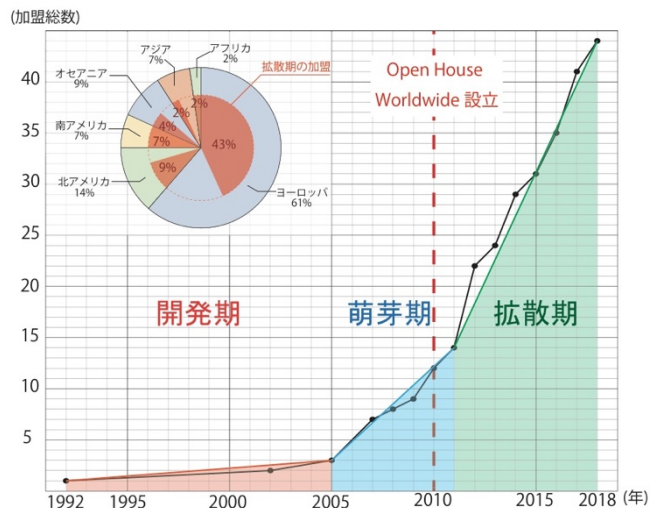 (加盟総数)
アジア
7%
アフリカ
2%
オセアニア
9%
拡散期の加盟
南アメリカ
7%
北アメリカ
14%
ヨーロッパ
61%
2%
2%
4%
7%
9%
43%
Open House
Worldwide 設立
開発期
萌芽期
拡散期
40
35
30
25
20
15
10
5
1992
1995
2000
2005
2010
2015
2018 (年)